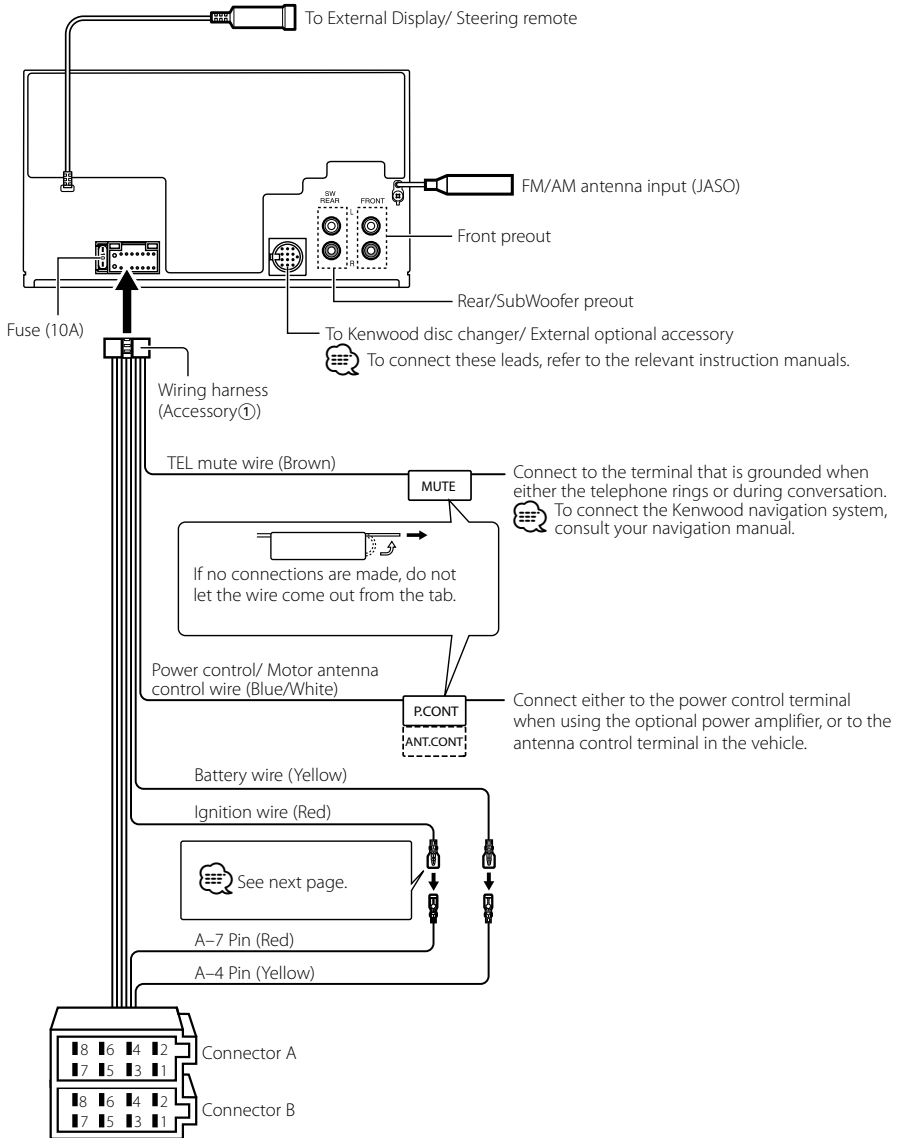 To External Display/ Steering remote
SW
REAR
FRONT
L
R
FM/AM antenna input (JASO)
Front preout
Rear/SubWoofer preout
Fuse (10A)
To Kenwood disc changer/ External optional accessory
To connect these leads, refer to the relevant instruction manuals.
Wiring harness
(Accessory①)
TEL mute wire (Brown)
MUTE
Connect to the terminal that is grounded when
either the telephone rings or during conversation.
To connect the Kenwood navigation system,
consult your navigation manual.
If no connections are made, do not
let the wire come out from the tab.
Power control/ Motor antenna
control wire (Blue/White)
P.CONT
ANT.CONT
Connect either to the power control terminal
when using the optional power amplifier, or to the
antenna control terminal in the vehicle.
Battery wire (Yellow)
Ignition wire (Red)
See next page.
A–7 Pin (Red)
A–4 Pin (Yellow)
8 6 4 2
7 5 3 1
Connector A
8 6 4 2
7 5 3 1
Connector B